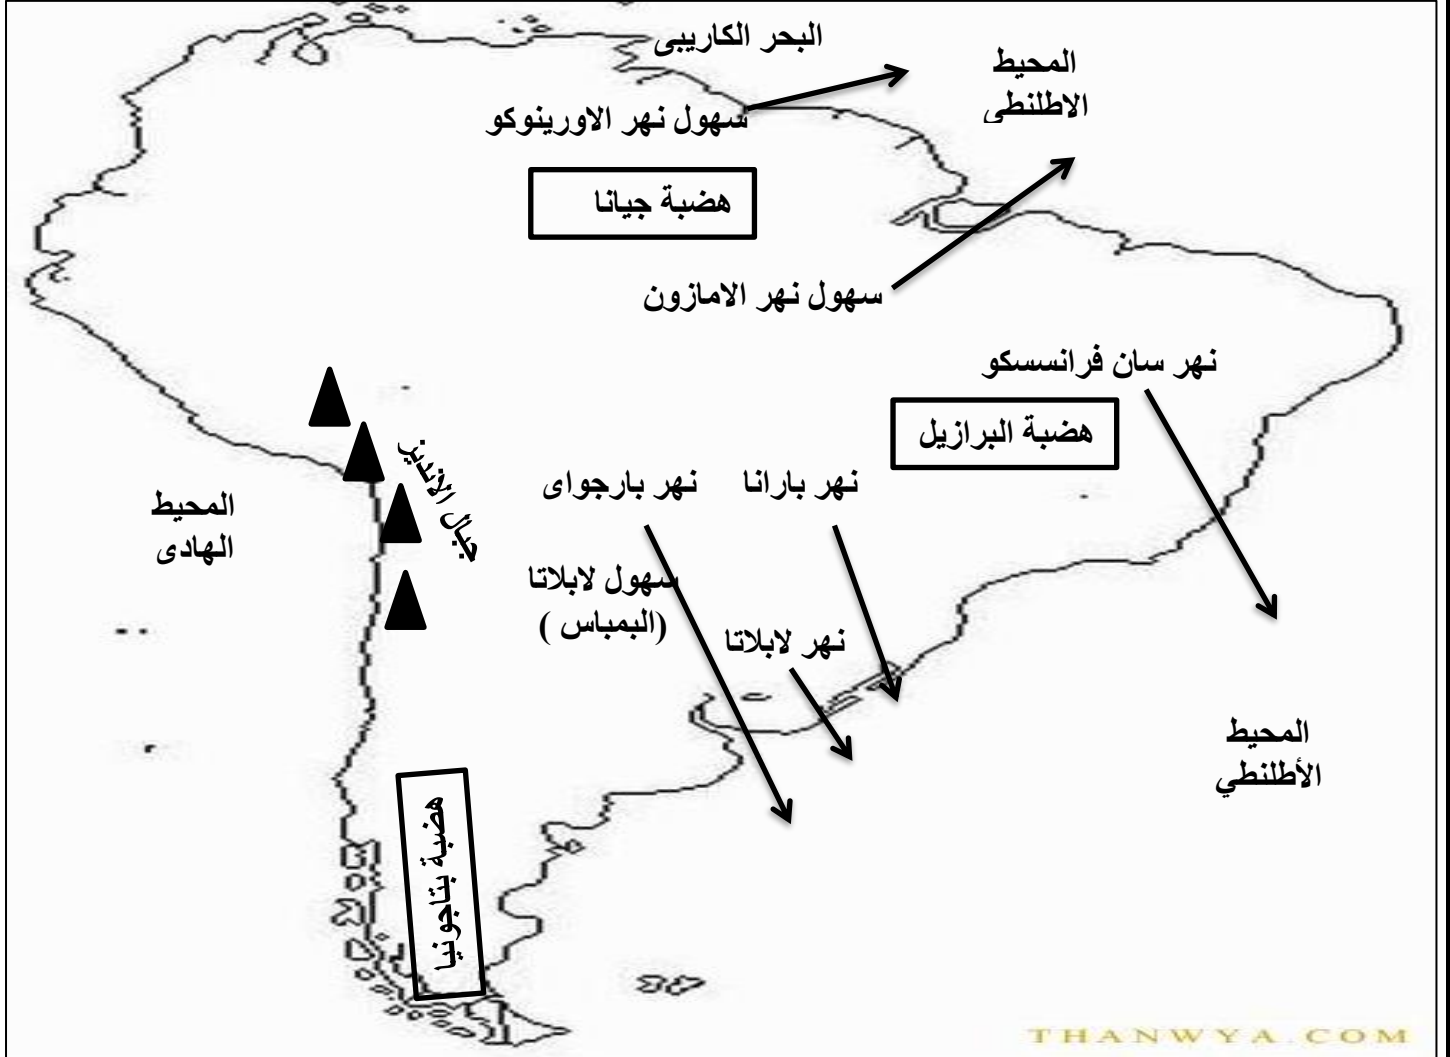 البحر الكاريبى
المحيط
الاطلنطى
سهول نهر الاورينوكو
هضبة جيانا
سهول نهر الامازون
نهر سان فرانسسكو
هضبة البرازيل
جبال الانديز
نهر بارجواى
نهر بارانا
المحيط
الهادى
سهول لابلاتا
(البمباس )
نهر لابلاتا
المحيط
الأطلنطي
هضبة بتاجونيا
THANWYA.COM